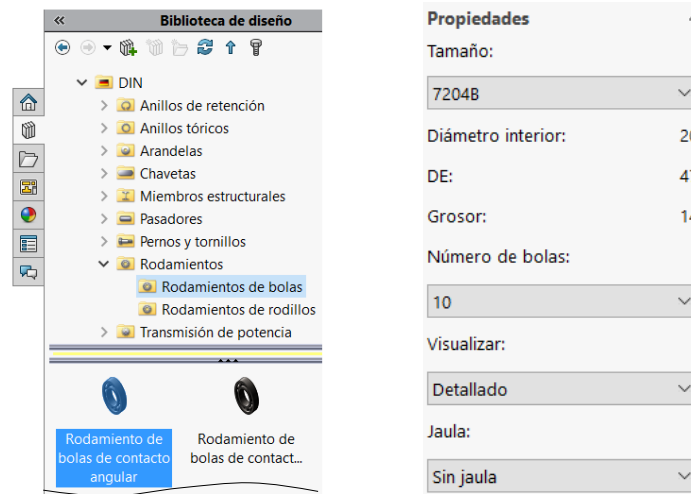 Biblioteca de diseño
DIN
Anillos de retención
Anillos tóricos
Arandelas
Chavetas
Miembros estructurales
Pasadores
Pernos y tornillos
Rodamientos
Rodamientos de bolas
Rodamientos de rodillos
Transmisión de potencia
Rodamiento de
bolas de contacto
angular
Rodamiento de
bolas de contact...
Propiedades
Tamaño:
7204B
Diámetro interior:
DE:
Grosor:
Número de bolas:
10
Visualizar:
Detallado
Jaula:
Sin jaula